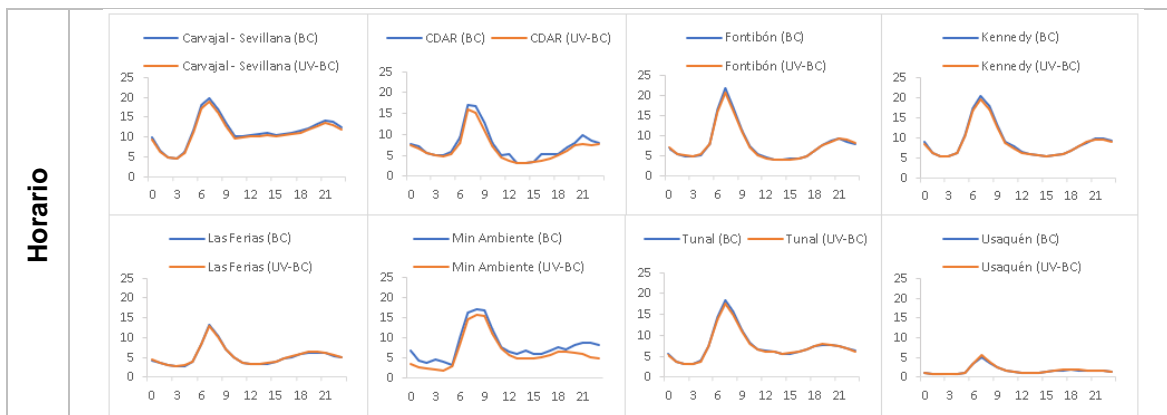 Horario
Carvajal - Sevillana (BC)
Carvajal - Sevillana (UV-BC)
25
20
15
10
5
0
0 3 6 9 12 15 18 21
CDAR (BC) CDAR (UV-BC)
25
20
15
10
5
0
0 3 6 9 12 15 18 21
Fontibón (BC)
Fontibón (UV-BC)
25
20
15
10
5
0
0 3 6 9 12 15 18 21
Kennedy (BC)
Kennedy (UV-BC)
25
20
15
10
5
0
0 3 6 9 12 15 18 21
Las Ferias (BC)
Las Ferias (UV-BC)
25
20
15
10
5
0
0 3 6 9 12 15 18 21
Min Ambiente (BC)
Min Ambiente (UV-BC)
25
20
15
10
5
0
0 3 6 9 12 15 18 21
Tunal (BC) Tunal (UV-BC)
25
20
15
10
5
0
0 3 6 9 12 15 18 21
Usaquén (BC)
Usaquén (UV-BC)
25
20
15
10
5
0
0 3 6 9 12 15 18 21